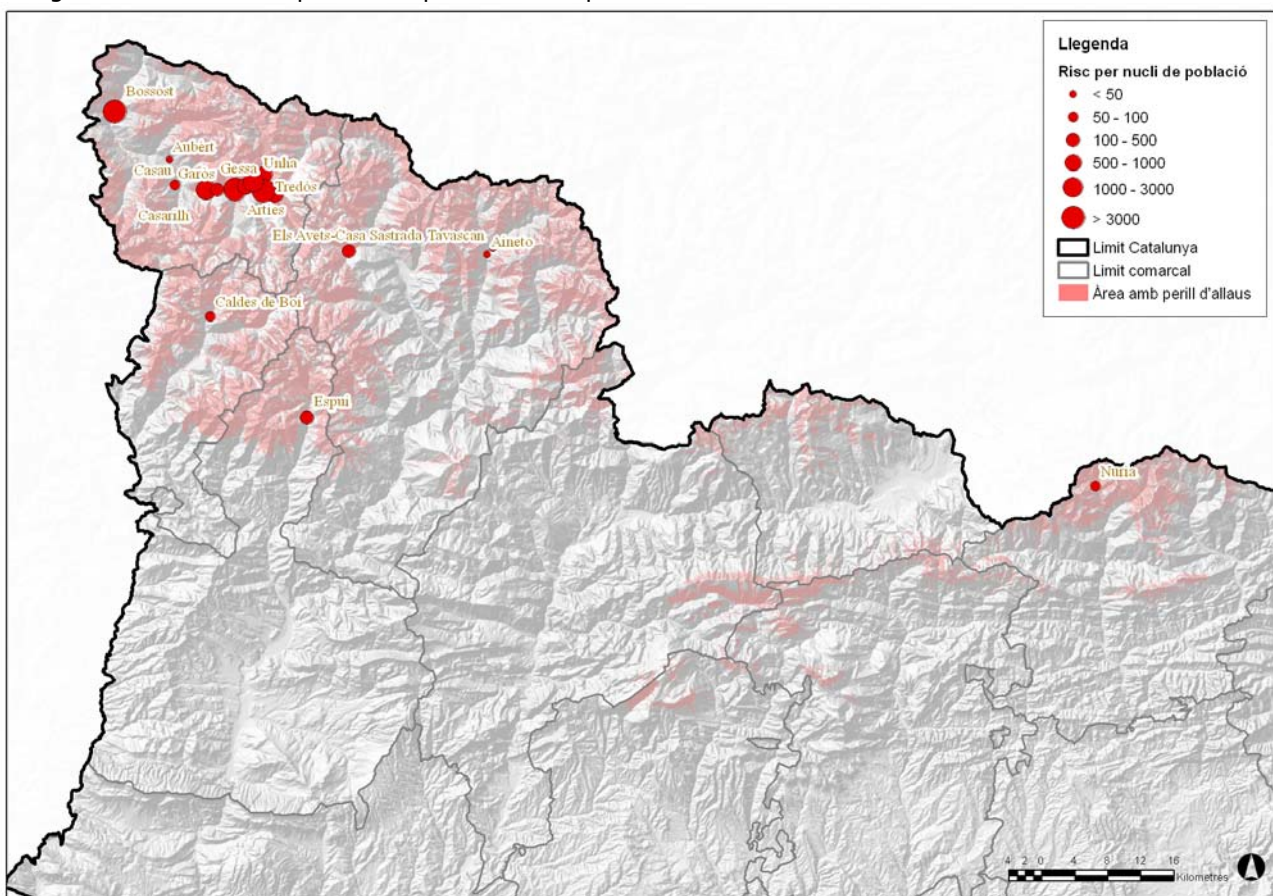 Llegenda
Risc per nucli de població
< 50
50 - 100
100 - 500
500 - 1000
1000 - 3000
> 3000
Límit Catalunya
Límit comarcal
Àrea amb perill d'allaus
Bossost
Aubèrt
Unha
Casau
Garòs
Gessa
Tredòs
Casarilh
Arties
Els Avets-Casa Sastrada
Tavascan
Ainetó
Caldes de Boí
Espui
Núria
4 2 0 4 8 12 16
Kilometres